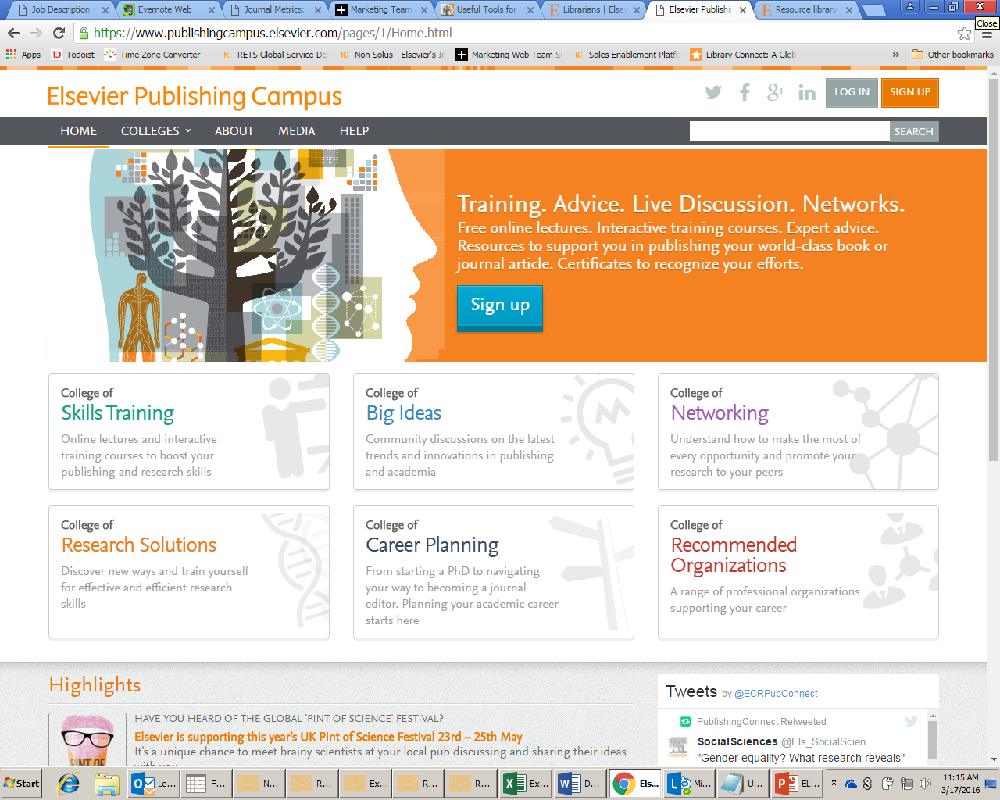 Job Description -
Evernote Web
Journal Metrics:
Marketing Team
Useful Tools for
Librarians | Else
Elsevier Publishi
Resource library
Close
https://www.publishingcampus.elsevier.com/pages/1/Home.html
Apps
Todoist
Time Zone Converter –
RETS Global Service De
Non Solus - Elsevier's In
Marketing Web Team Su
Sales Enablement Platfo
Library Connect: A Glob
»
Other bookmarks
Elsevier Publishing Campus
LOG IN
SIGN UP
HOME
COLLEGES
ABOUT
MEDIA
HELP
SEARCH
Training. Advice. Live Discussion. Networks.
Free online lectures. Interactive training courses. Expert advice.
Resources to support you in publishing your world-class book or
journal article. Certificates to recognize your efforts.
Sign up
College of
Skills Training
Online lectures and interactive
training courses to boost your
publishing and research skills
College of
Big Ideas
Community discussions on the latest
trends and innovations in publishing
and academia
College of
Networking
Understand how to make the most of
every opportunity and promote your
research to your peers
College of
Research Solutions
Discover new ways and train yourself
for effective and efficient research
skills
College of
Career Planning
From starting a PhD to navigating
your way to becoming a journal
editor. Planning your academic career
starts here
College of
Recommended
Organizations
A range of professional organizations
supporting your career
Highlights
HAVE YOU HEARD OF THE GLOBAL 'PINT OF SCIENCE' FESTIVAL?
Elsevier is supporting this year's UK Pint of Science Festival 23rd – 25th May
It's a unique chance to meet brainy scientists at your local pub discussing and sharing their ideas
with you
PINT OF
Tweets by @ECRPubConnect
PublishingConnect Retweeted
SocialSciences @Els_SocialScien
"Gender equality? What research reveals" -
Start
Le...
F...
N...
R...
Ex...
R...
R...
Ex...
D...
Els...
Mi...
U...
EL...
11:15 AM
3/17/2016